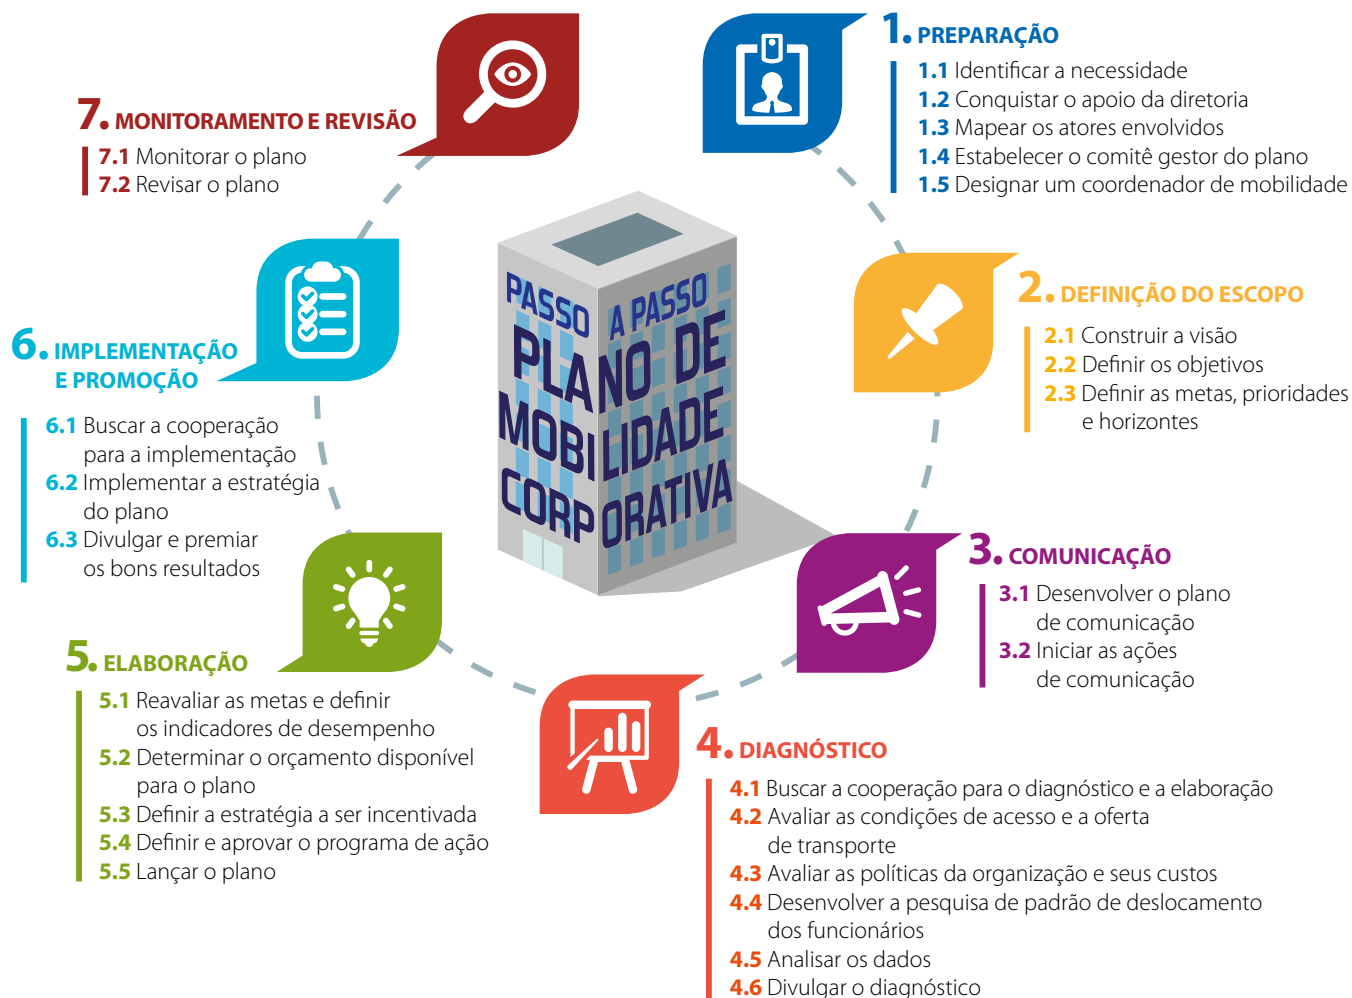 PASSO A PASSO
PLANO DE
MOBILIDADE
CORPORATIVA
1. PREPARAÇÃO
1.1 Identificar a necessidade
1.2 Conquistar o apoio da diretoria
1.3 Mapear os atores envolvidos
1.4 Estabelecer o comitê gestor do plano
1.5 Designar um coordenador de mobilidade
2. DEFINIÇÃO DO ESCOPO
2.1 Construir a visão
2.2 Definir os objetivos
2.3 Definir as metas, prioridades
e horizontes
3. COMUNICAÇÃO
3.1 Desenvolver o plano
de comunicação
3.2 Iniciar as ações
de comunicação
4. DIAGNÓSTICO
4.1 Buscar a cooperação para o diagnóstico e a elaboração
4.2 Avaliar as condições de acesso e a oferta
de transporte
4.3 Avaliar as políticas da organização e seus custos
4.4 Desenvolver a pesquisa de padrão de deslocamento
dos funcionários
4.5 Analisar os dados
4.6 Divulgar o diagnóstico
5. ELABORAÇÃO
5.1 Reavaliar as metas e definir
os indicadores de desempenho
5.2 Determinar o orçamento disponível
para o plano
5.3 Definir a estratégia a ser incentivada
5.4 Definir e aprovar o programa de ação
5.5 Lançar o plano
6. IMPLEMENTAÇÃO
E PROMOÇÃO
6.1 Buscar a cooperação
para a implementação
6.2 Implementar a estratégia
do plano
6.3 Divulgar e premiar
os bons resultados
7. MONITORAMENTO E REVISÃO
7.1 Monitorar o plano
7.2 Revisar o plano